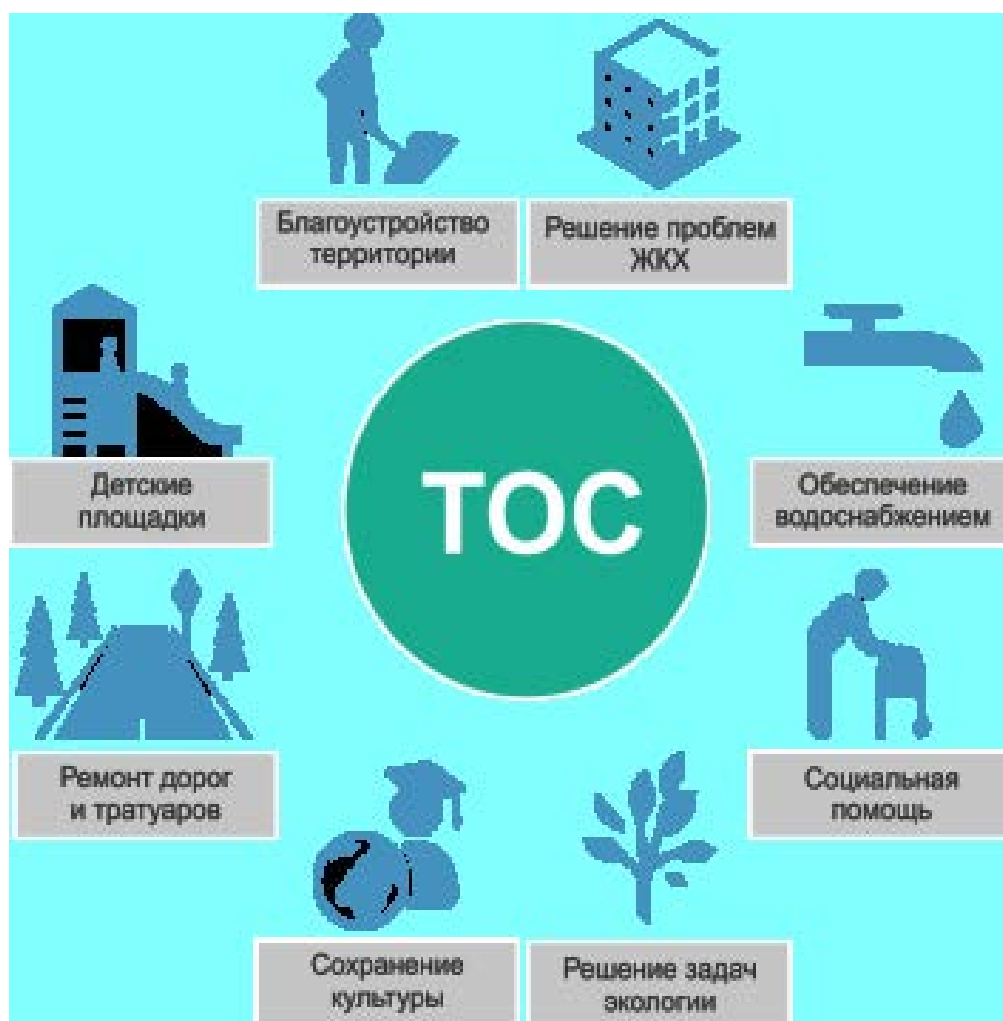 Благоустройство
территории
Решение проблем
ЖКХ
Детские
площадки
ТОС
Обеспечение
водоснабжением
Ремонт дорог
и тратуаров
Социальная
помощь
Сохранение
культуры
Решение задач
экологии